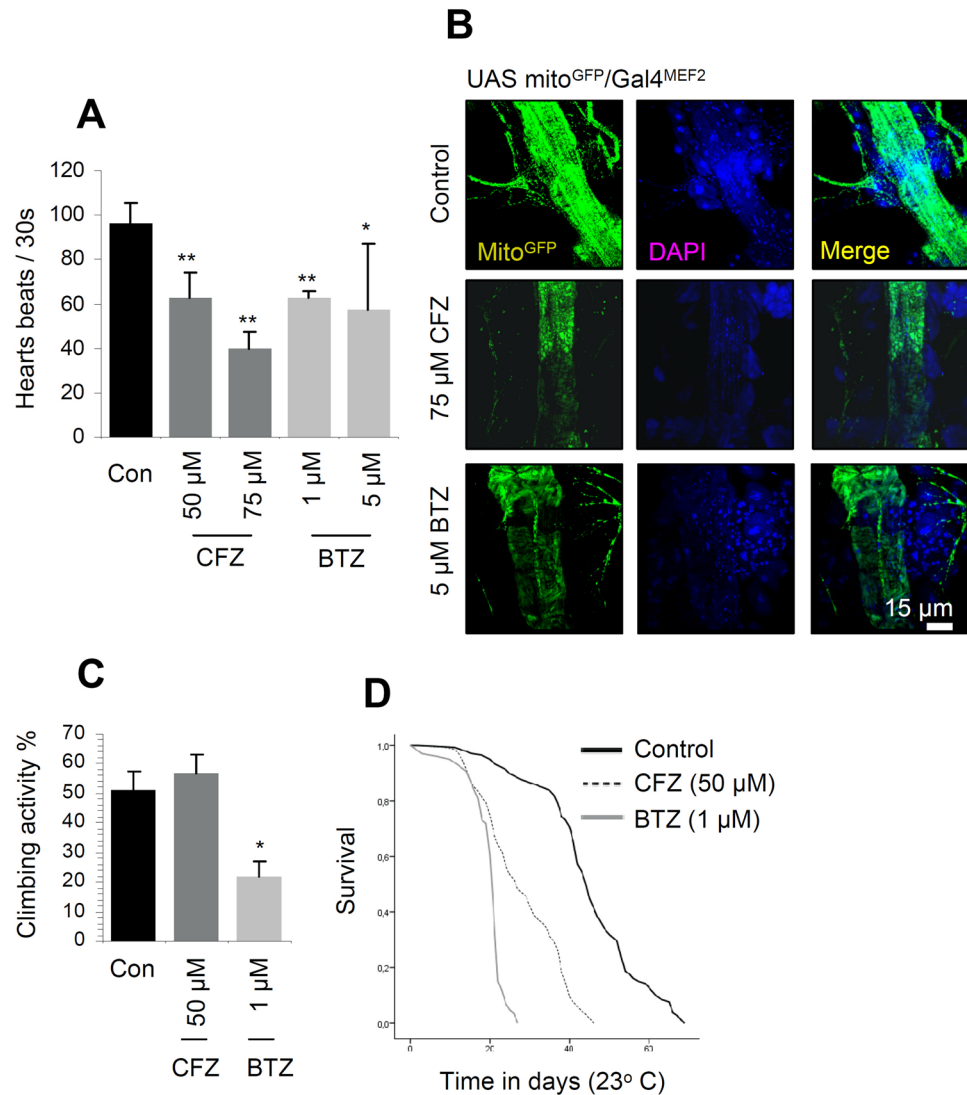 A
Hearts beats / 30s
120
100
80
60
40
20
0
**
**
**
*
Con
50 µM
75 µM
1 µM
5 µM
CFZ
BTZ
B
UAS mitoGFP/Gal4MEF2
Control
MitoGFP
DAPI
Merge
75 µM CFZ
5 µM BTZ
15 µm
C
Climbing activity %
70
60
50
40
30
20
10
0
*
Con
50 µM
1 µM
CFZ
BTZ
D
Survival
1,0
0,8
0,6
0,4
0,2
0,0
0
20
40
60
Control
CFZ (50 µM)
BTZ (1 µM)
Time in days (23o C)